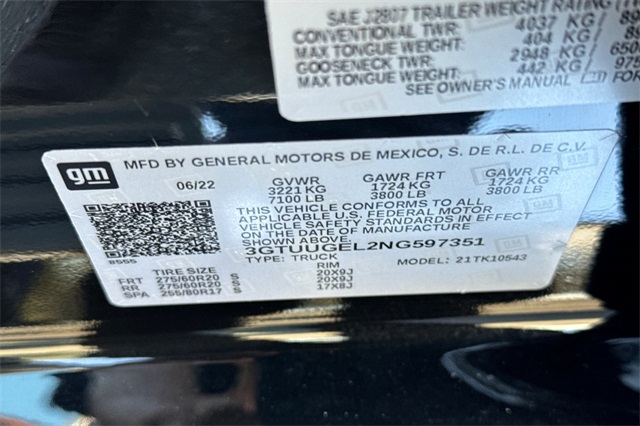 SAE J2807 TRAILER WEIGHT RATING
CONVENTIONAL TWR: 4037 KG / 
MAX TONGUE WEIGHT: 404 KG / 
GOOSENECK TWR: 2948 KG / 
MAX TONGUE WEIGHT: 442 KG / 975
SEE OWNER'S MANUAL FOR
gm MFD BY GENERAL MOTORS DE MEXICO, S. DE R.L. DE C.V.
06/22 GVWR GAWR FRT GAWR RR
3221 KG 1724 KG 1724 KG
7100 LB 3800 LB 3800 LB
THIS VEHICLE CONFORMS TO ALL
APPLICABLE U.S. FEDERAL MOTOR
VEHICLE SAFETY STANDARDS IN EFFECT
ON THE DATE OF MANUFACTURE
SHOWN ABOVE.
3GTUUGEL2NG597351
8555 TYPE: TRUCK MODEL: 21TK10543
TIRE SIZE RIM
FRT 275/60R20 S 20X9J
RR 275/60R20 S 20X9J
SPA 255/80R17 S 17X8J